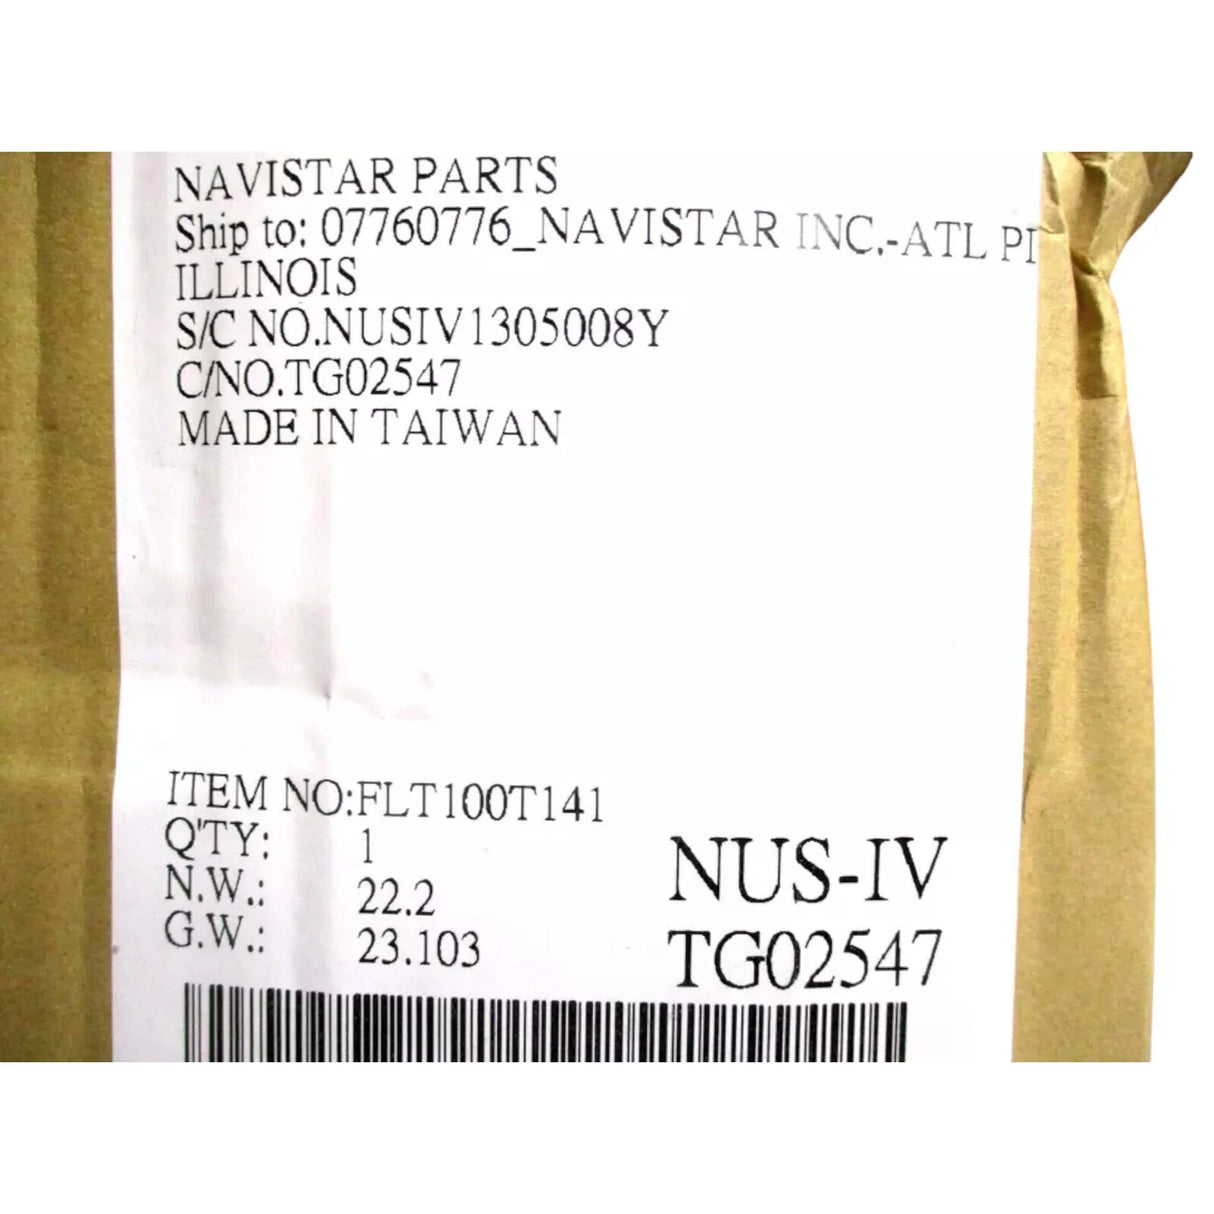 NAVISTAR PARTS
Ship to: 07760776_NAVISTAR INC.-ATL
ILLINOIS
S/C NO.NUSIV1305008Y
C/NO.TG02547
MADE IN TAIWAN
ITEM NO:FLT100T141
Q'TY: 1
N.W.: 22.2
G.W.: 23.103
NUS-IV
TG02547